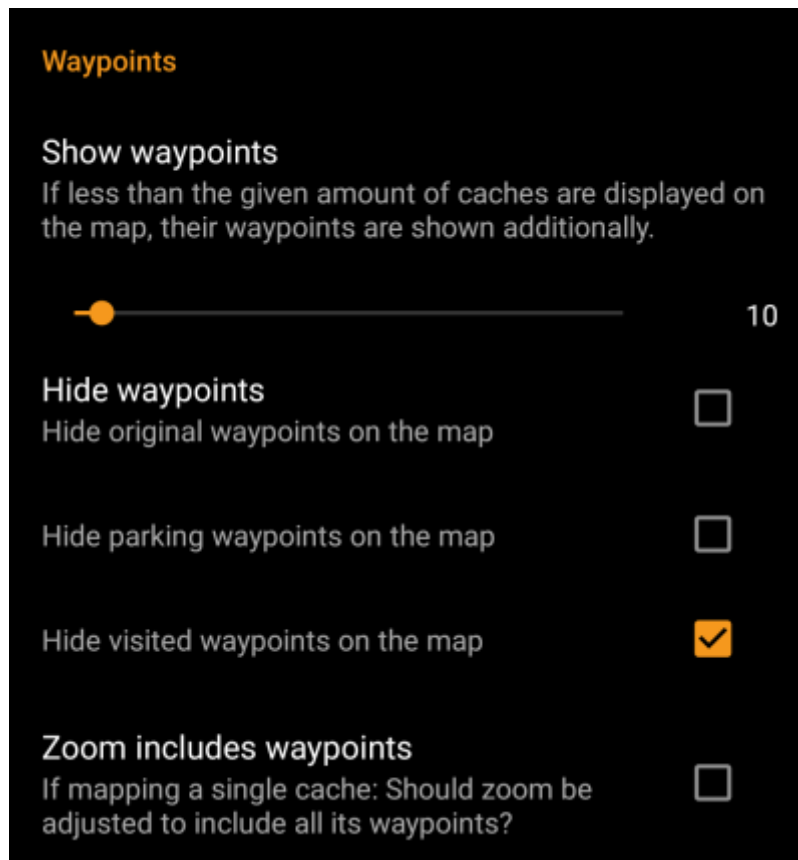 Waypoints
Show waypoints
If less than the given amount of caches are displayed on
the map, their waypoints are shown additionally.
10
Hide waypoints
Hide original waypoints on the map
Hide parking waypoints on the map
Hide visited waypoints on the map
Zoom includes waypoints
If mapping a single cache: Should zoom be
adjusted to include all its waypoints?